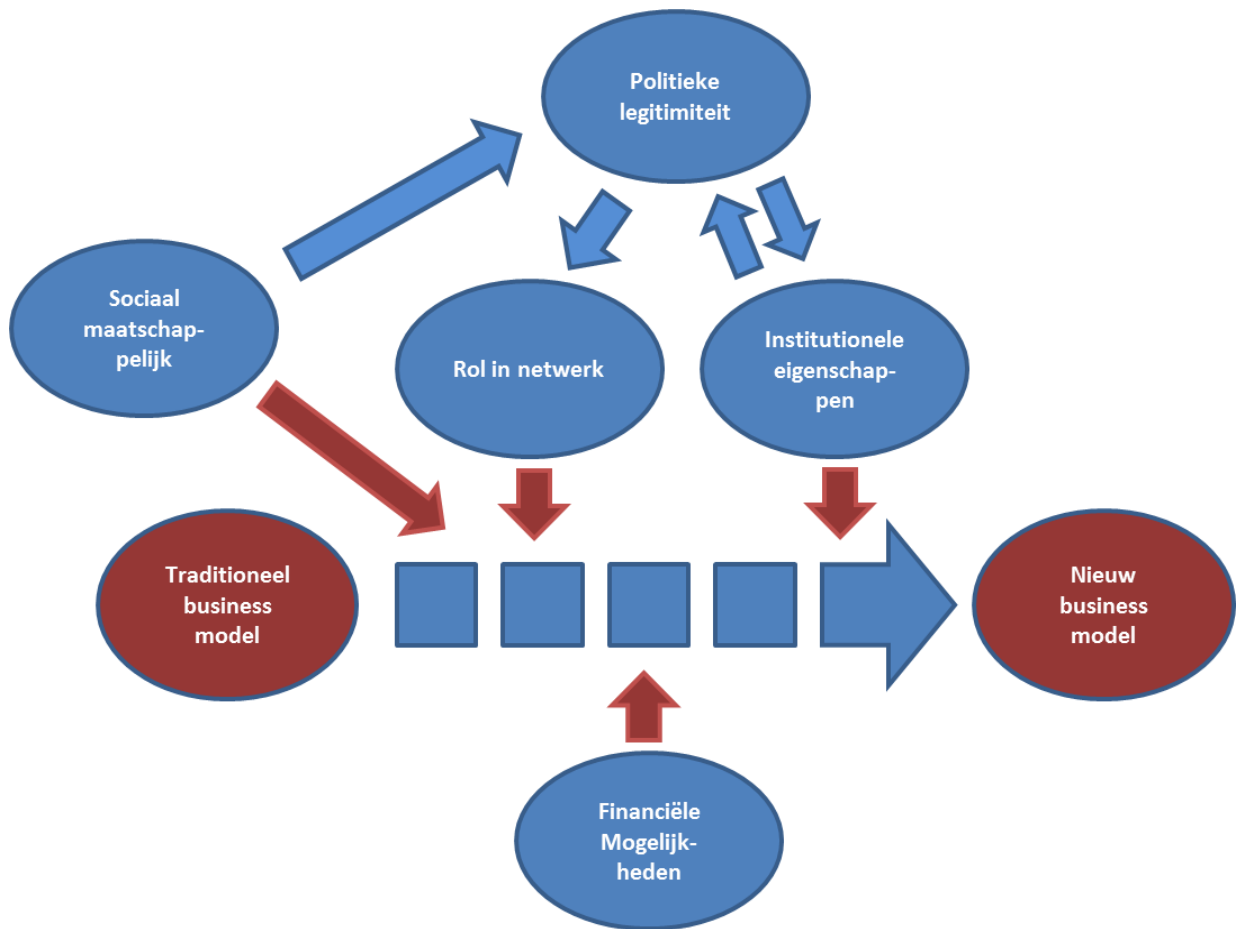 Politieke
legitimiteit
Sociaal
maatschap-
pelijk
Rol in netwerk
Institutionele
eigenschap-
pen
Traditioneel
business
model
Nieuw
business
model
Financiële
Mogelijk-
heden